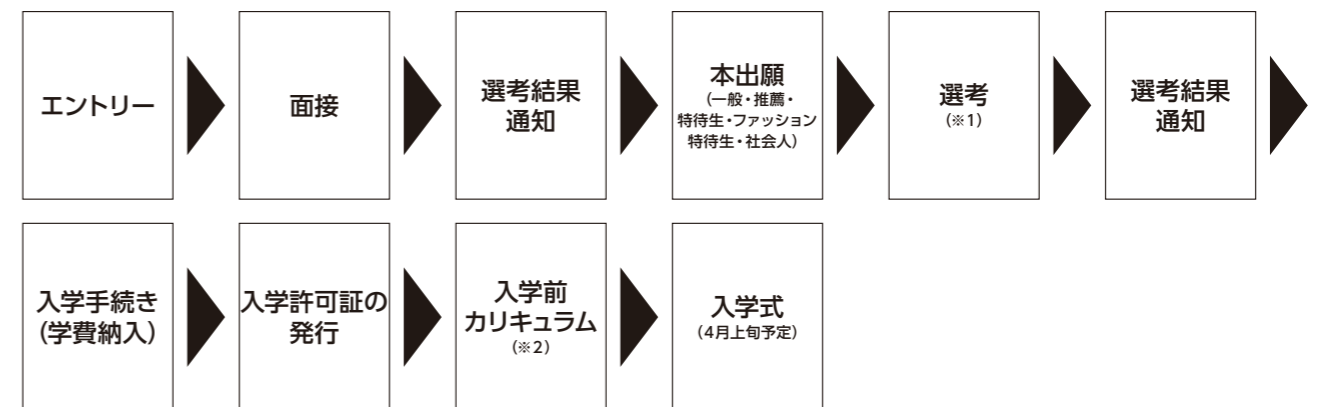 エントリー
面接
選考結果
通知
本出願
（一般・推薦・
特待生・ファッション
特待生・社会人）
選考
（※1）
選考結果
通知
入学手続き
（学費納入）
入学許可証の
発行
入学前
カリキュラム
（※2）
入学式
（4月上旬予定）